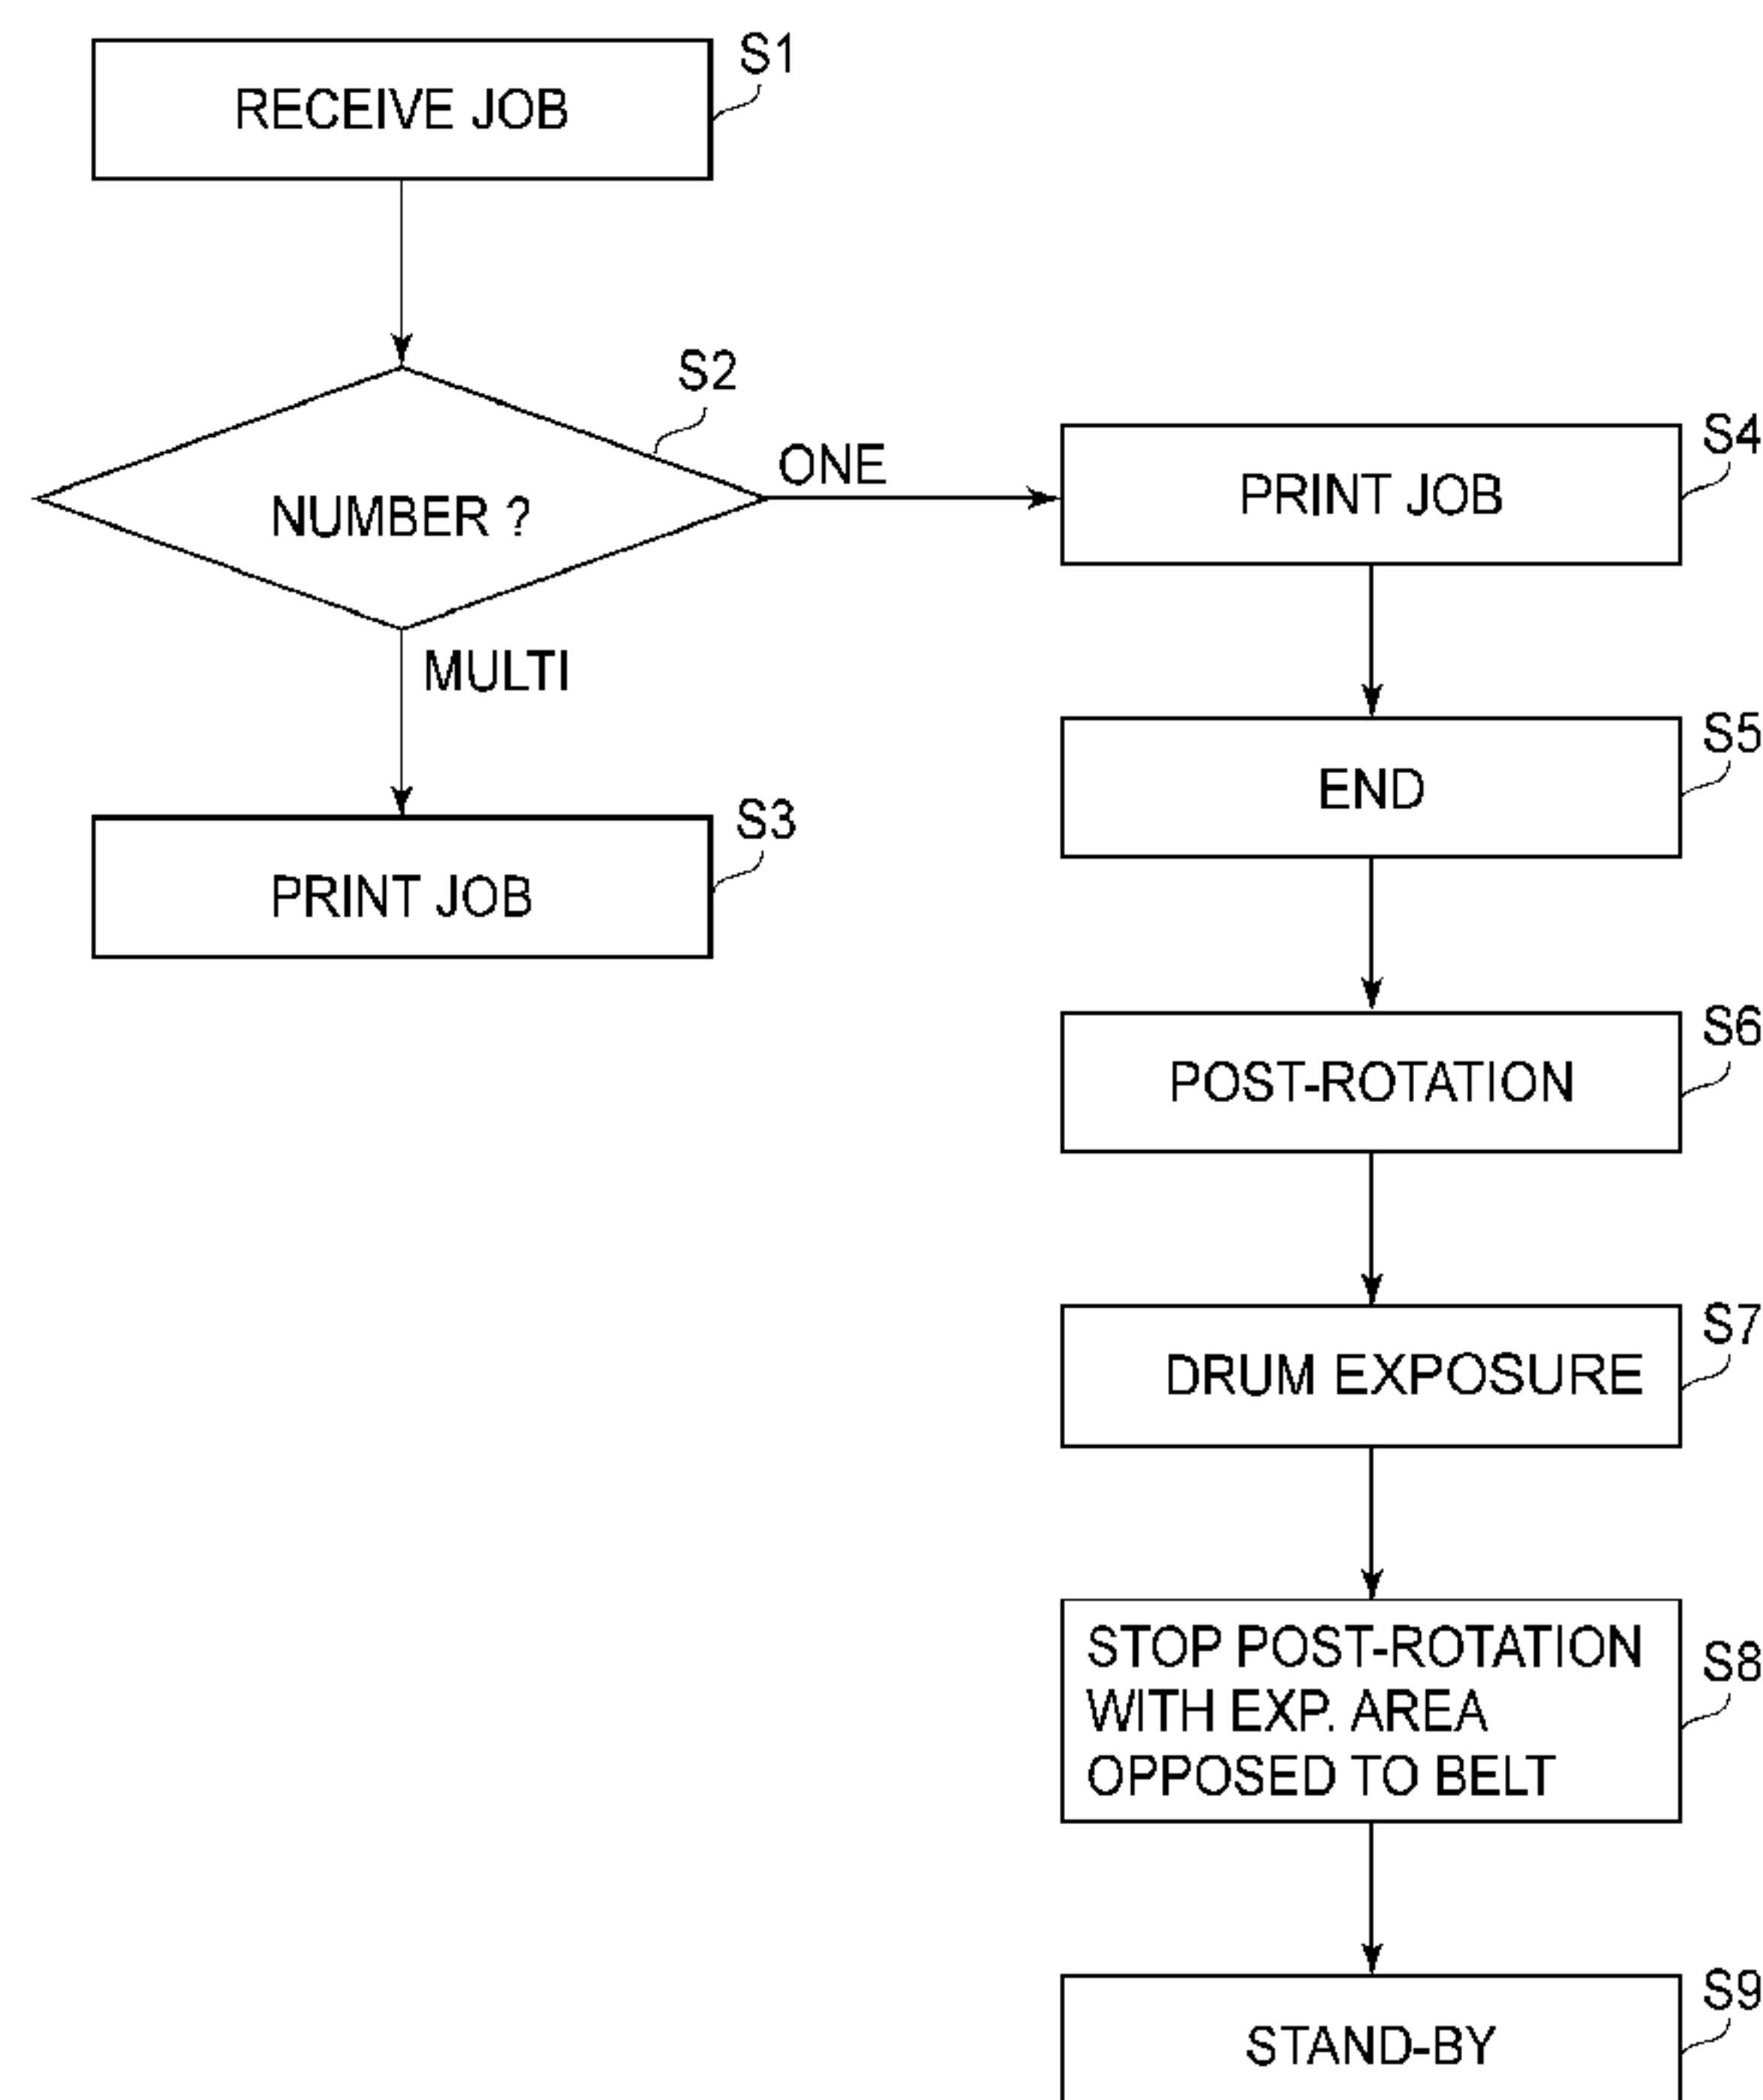 RECEIVE JOB
S1
NUMBER ?
S2
ONE
MULTI
PRINT JOB
S3
PRINT JOB
S4
END
S5
POST-ROTATION
S6
DRUM EXPOSURE
S7
STOP POST-ROTATION
WITH EXP. AREA
OPPOSED TO BELT
S8
STAND-BY
S9